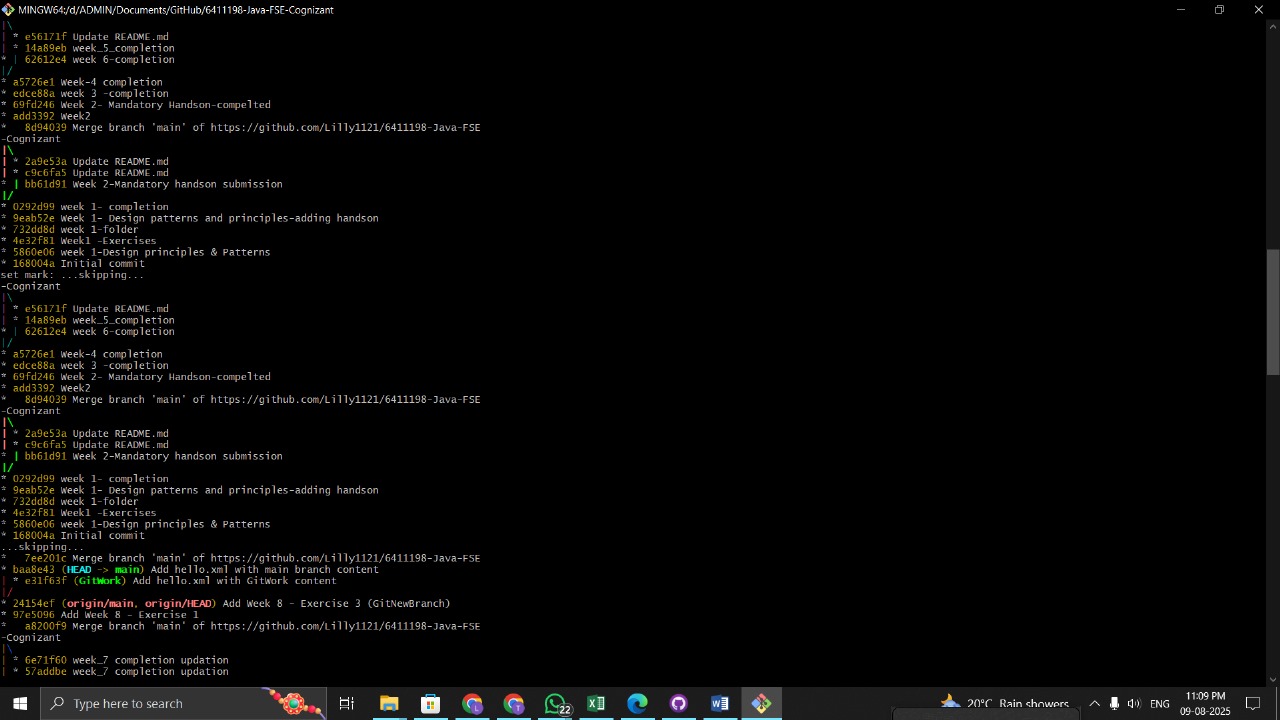 MINGW64:/d/ADMIN/Documents/GitHub/6411198-Java-FSE-Cognizant
|\
| * e56171f Update README.md
| * 14a89eb week_5_completion
* | 62612e4 week 6-completion
|/
* a5726e1 Week-4 completion
* edce88a week 3 -completion
* 69fd246 Week 2- Mandatory Handson-compelted
* add3392 Week2
*   8d94039 Merge branch 'main' of https://github.com/Lilly1121/6411198-Java-FSE
-Cognizant
|\
| * 2a9e53a Update README.md
| * c9c6fa5 Update README.md
* | bb61d91 Week 2-Mandatory handson submission
|/
* 0292d99 week 1- completion
* 9eab52e Week 1- Design patterns and principles-adding handson
* 732dd8d week 1-folder
* 4e32f81 Week1 -Exercises
* 5860e06 week 1-Design principles & Patterns
* 168004a Initial commit
set mark: ...skipping...
-Cognizant
|\
| * e56171f Update README.md
| * 14a89eb week_5_completion
* | 62612e4 week 6-completion
|/
* a5726e1 Week-4 completion
* edce88a week 3 -completion
* 69fd246 Week 2- Mandatory Handson-compelted
* add3392 Week2
*   8d94039 Merge branch 'main' of https://github.com/Lilly1121/6411198-Java-FSE
-Cognizant
|\
| * 2a9e53a Update README.md
| * c9c6fa5 Update README.md
* | bb61d91 Week 2-Mandatory handson submission
|/
* 0292d99 week 1- completion
* 9eab52e Week 1- Design patterns and principles-adding handson
* 732dd8d week 1-folder
* 4e32f81 Week1 -Exercises
* 5860e06 week 1-Design principles & Patterns
* 168004a Initial commit
...skipping...
*   7ee201c Merge branch 'main' of https://github.com/Lilly1121/6411198-Java-FSE
* baa8e43 (HEAD -> main) Add hello.xml with main branch content
| * e31f63f (GitWork) Add hello.xml with GitWork content
|/
* 24154ef (origin/main, origin/HEAD) Add Week 8 - Exercise 3 (GitNewBranch)
* 97e5096 Add Week 8 - Exercise 1
*   a8200f9 Merge branch 'main' of https://github.com/Lilly1121/6411198-Java-FSE
-Cognizant
|\
| * 6e71f60 week_7 completion updation
| * 57addbe week_7 completion updation
Type here to search
22
20°C Rain showers
ENG
11:09 PM
09-08-2025